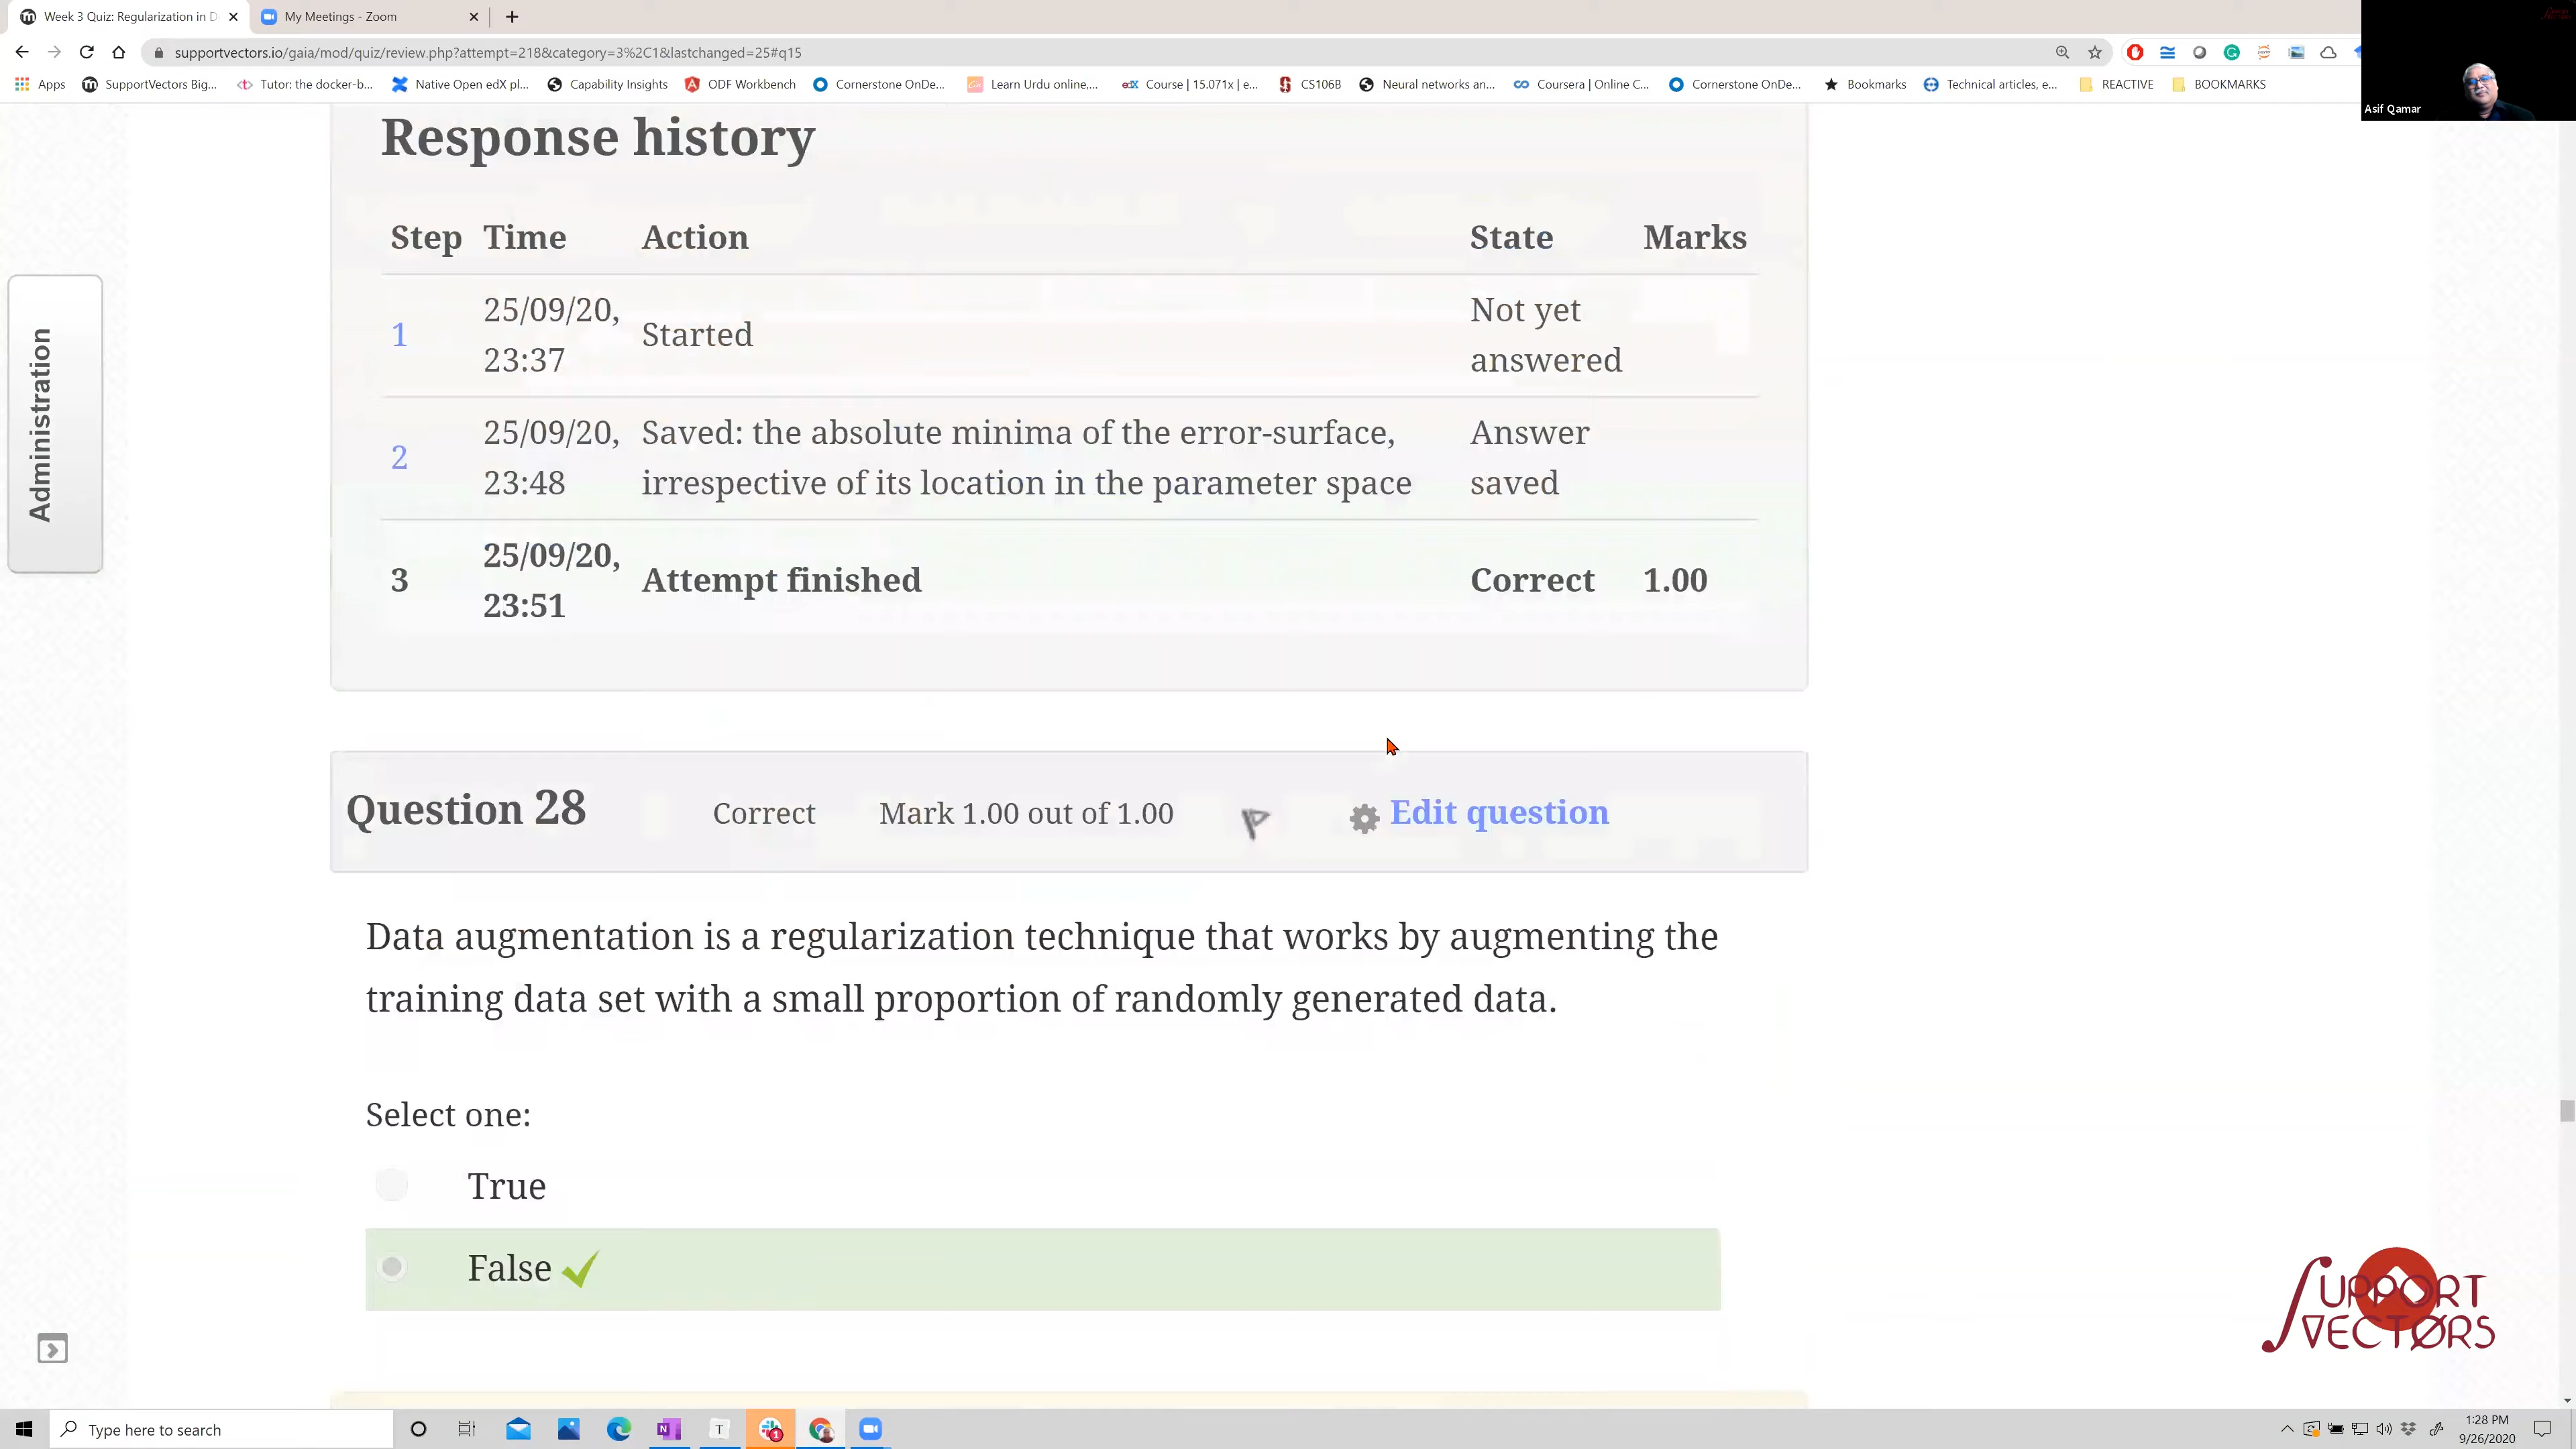 Week 3 Quiz: Regularization in D
My Meetings - Zoom
supportvectors.io/gaia/mod/quiz/review.php?attempt=218&category=3%2C1&lastchanged=25#q15
Apps
SupportVectors Big...
Tutor: the docker-b...
Native Open edX pl...
Capability Insights
ODF Workbench
Cornerstone OnDe...
Learn Urdu online,...
Course | 15.071x | e...
CS106B
Neural networks an...
Coursera | Online C...
Cornerstone OnDe...
Bookmarks
Technical articles, e...
REACTIVE
BOOKMARKS
Asif Qamar
Administration
Response history
Step Time Action State Marks
1 25/09/20, 23:37 Started Not yet answered
2 25/09/20, 23:48 Saved: the absolute minima of the error-surface, irrespective of its location in the parameter space Answer saved
3 25/09/20, 23:51 Attempt finished Correct 1.00
Question 28 Correct Mark 1.00 out of 1.00 Edit question
Data augmentation is a regularization technique that works by augmenting the
training data set with a small proportion of randomly generated data.
Select one:
True
False
SUPPORT
VECTORS
Type here to search
1:28 PM
9/26/2020